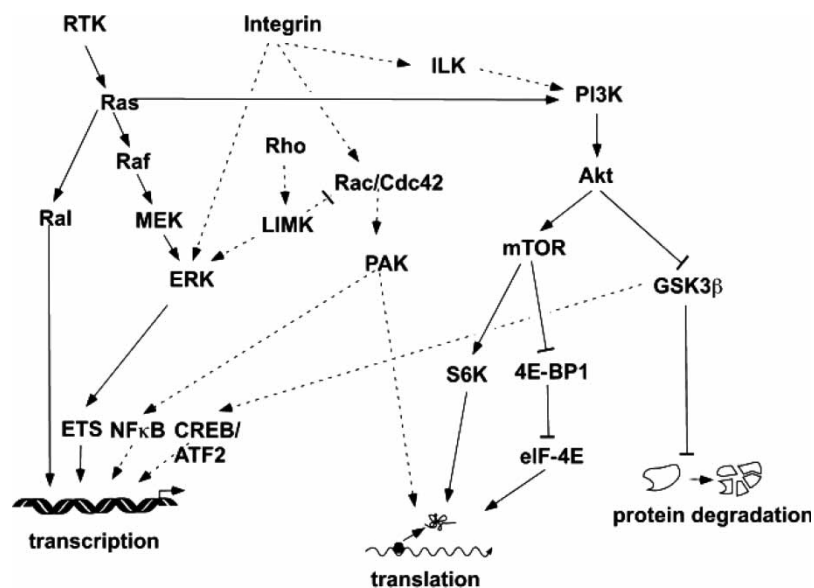 RTK
Integrin
ILK
PI3K
Ras
Raf
Rho
Rac/Cdc42
Akt
Ral
MEK
LIMK
mTOR
ERK
PAK
GSK3β
S6K
4E-BP1
ETS
NFκB
CREB/
ATF2
eIF-4E
protein degradation
transcription
translation